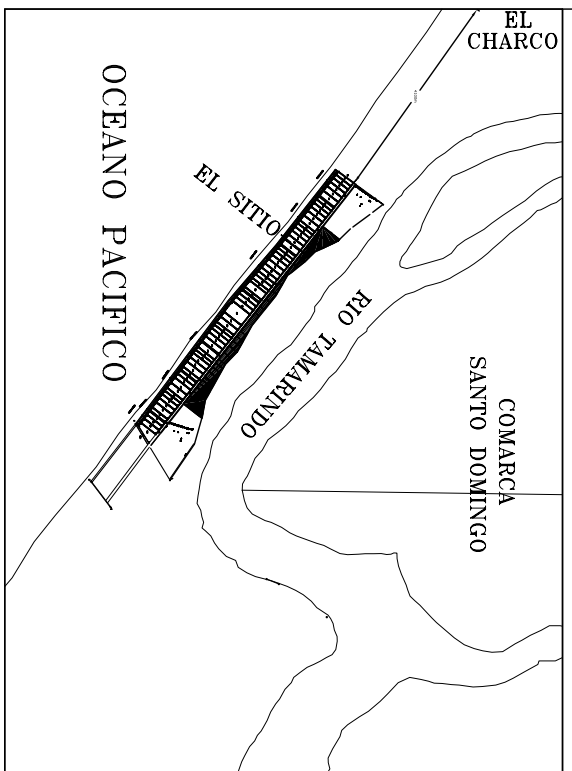 EL
CHARCO
OCEANO PACIFICO
EL SITIO
RIO TAMARINDO
COMARCA
SANTO DOMINGO